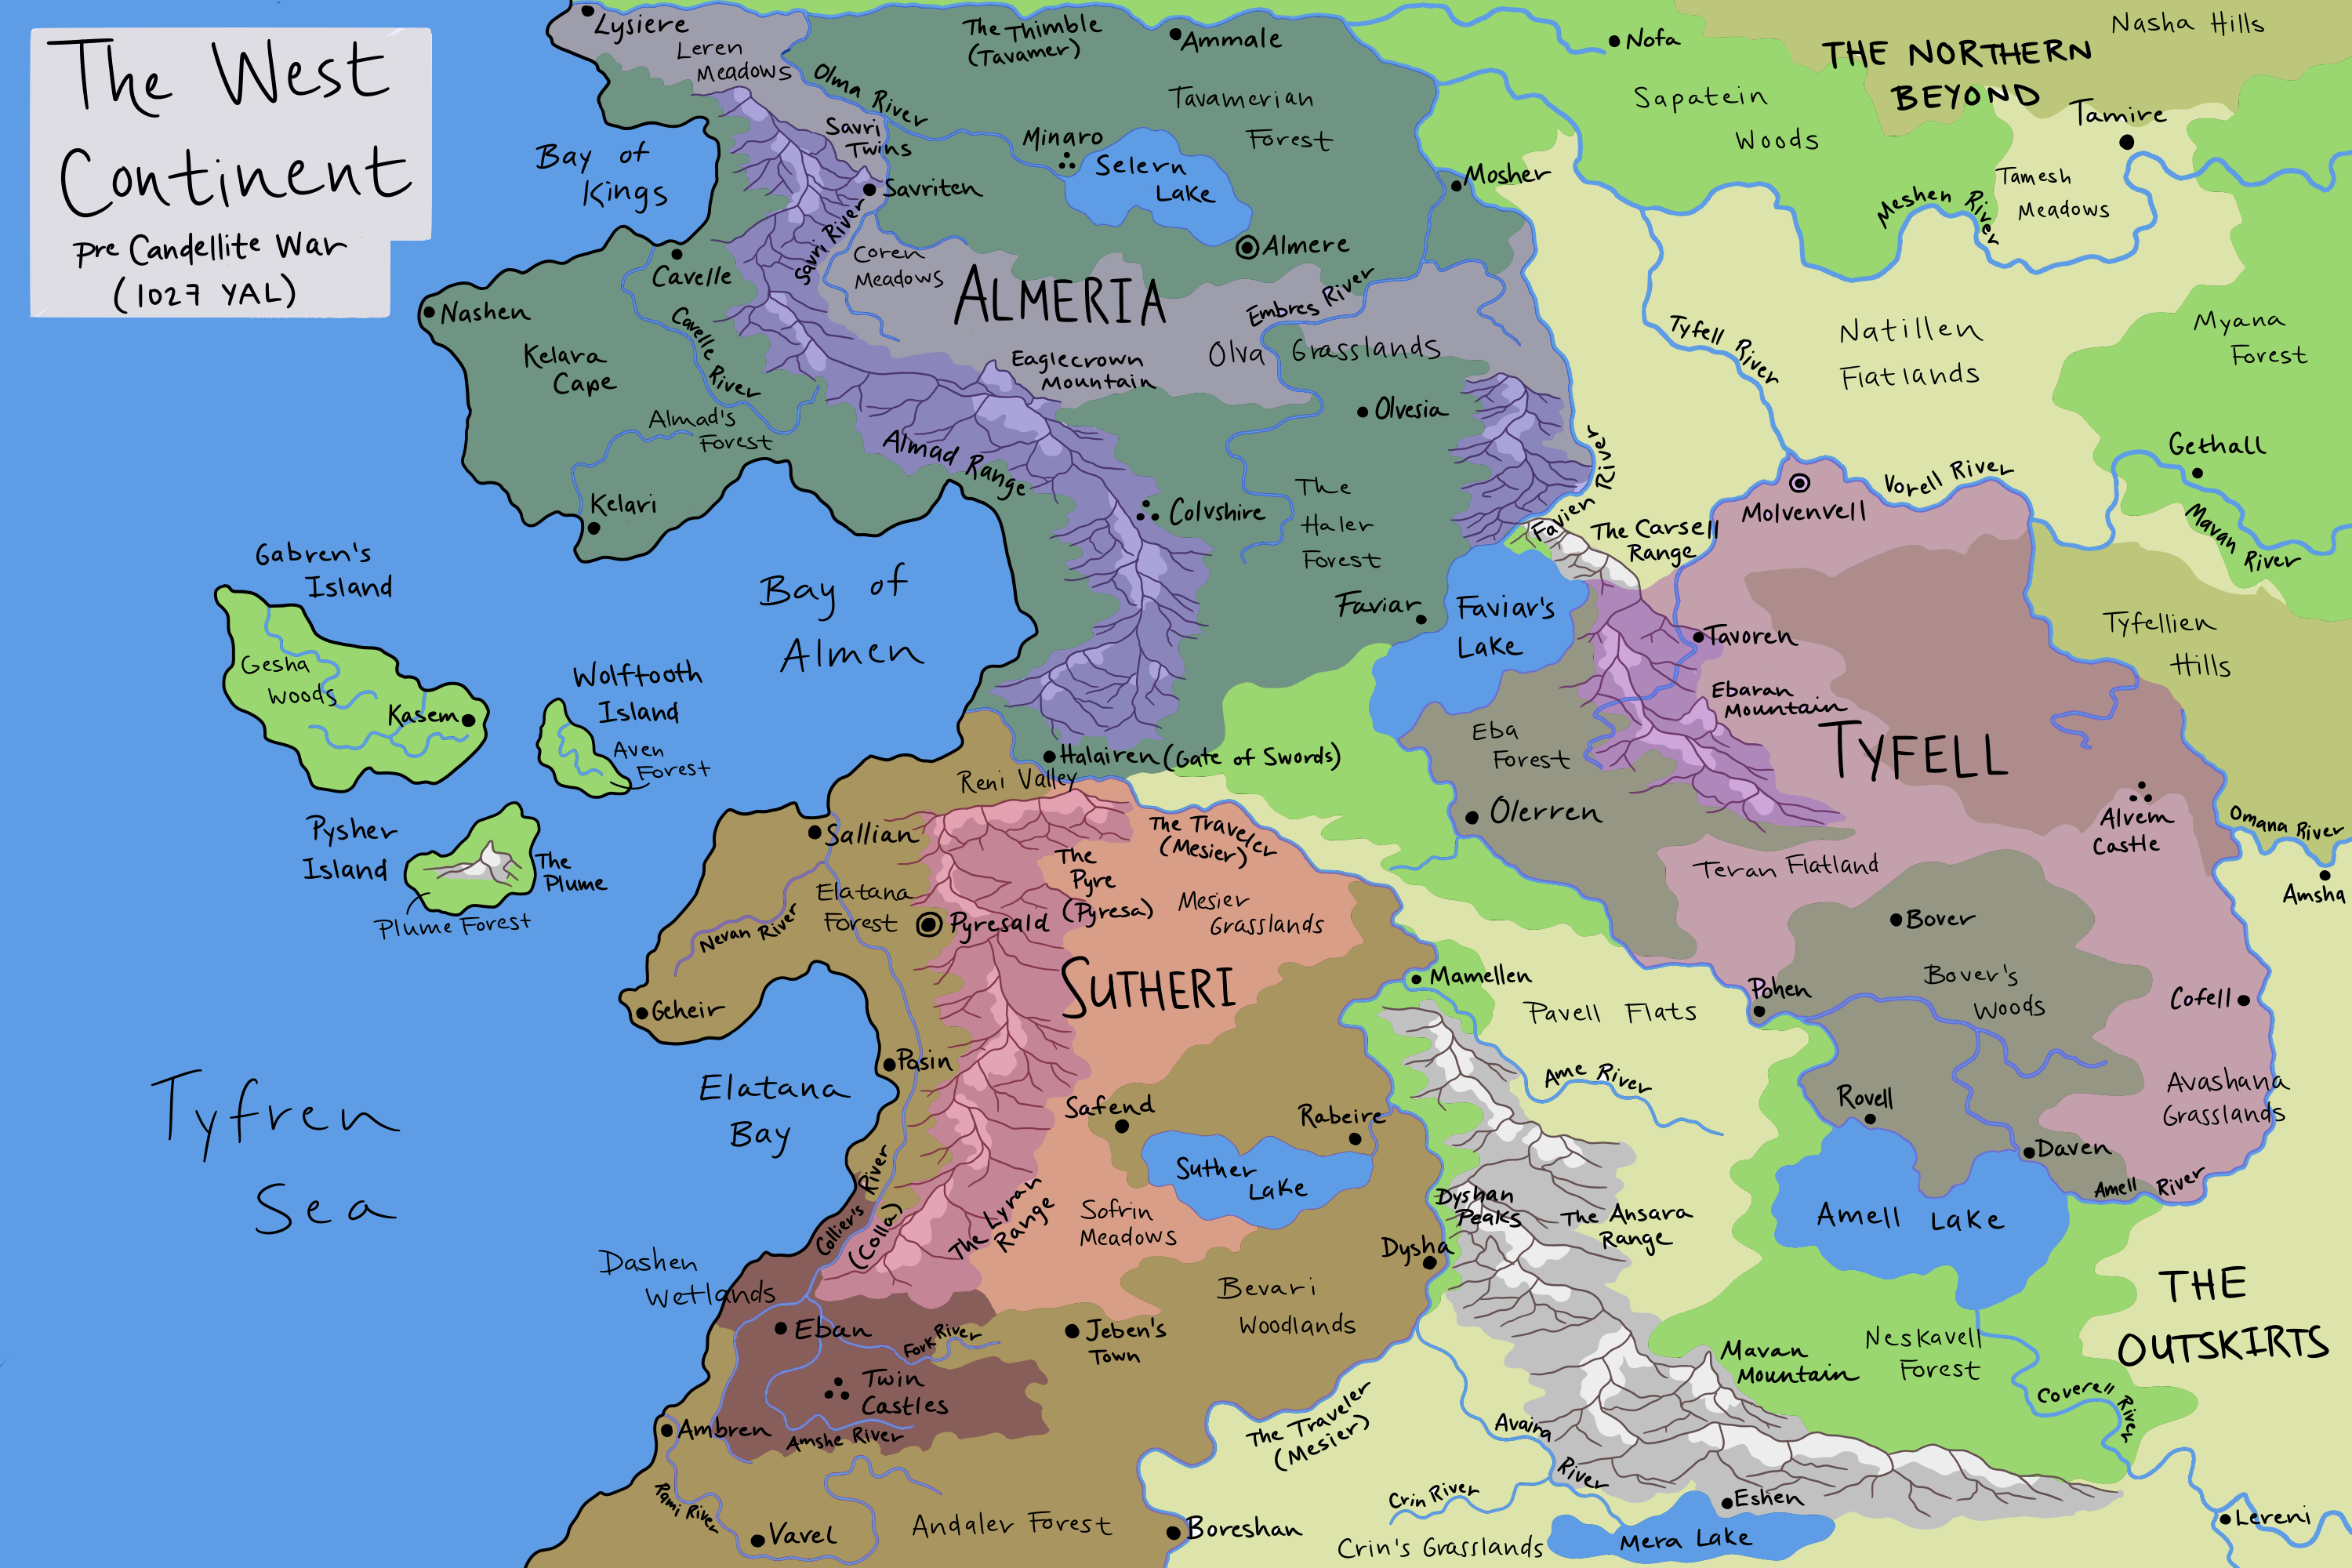 The West
Continent
Pre Candellite War
(1027 YAL)
Lysiere
Leren
Meadows
The Thimble
(Tavamer)
Ammale
Olma River
Tavamerian
Forest
Savri
Twins
Minaro
Selern
Lake
Savriten
Savri River
Bay of
Kings
Cavelle
Coren
Meadows
Almere
ALMERIA
Embres River
Nashen
Kelara
Cape
Cavelle River
Almad's
Forest
Kelari
Eaglecrown
Mountain
Olva Grasslands
Olvesia
Almad Range
Colvshire
The
Haler
Forest
Faviar
Faviar's
Lake
Favien River
Mosher
Nofa
Sapatein
Woods
THE NORTHERN
BEYOND
Nasha Hills
Tamire
Tamesh
Meadows
Meshen River
Tyfell River
Natillen
Flatlands
Myana
Forest
Gethall
Mavan River
Vorell River
Molvenvell
The Carsell
Range
Tavoren
Ebaran
Mountain
TYFELL
Tyfellien
Hills
Eba
Forest
Olerren
Teran Flatland
Alvem
Castle
Omana River
Amsha
Bover
Bover's
Woods
Cofell
Pohen
Avashana
Grasslands
Rovell
Daven
Amell River
Amell Lake
THE
OUTSKIRTS
Neskavell
Forest
Coverell River
Lereni
Gabren's
Island
Gesha
Woods
Kasem
Wolftooth
Island
Aven
Forest
Pysher
Island
The
Plume
Plume Forest
Bay of
Almen
Halairen (Gate of Swords)
Reni Valley
Sallian
The Traveler
(Mesier)
The
Pyre
(Pyresa)
Elatana
Forest
Nevan River
Pyresald
Mesier
Grasslands
SUTHERI
Geheir
Pasin
Elatana
Bay
Tyfren
Sea
Safend
Rabeire
Suther
Lake
Sofrin
Meadows
The Lyran
Range
Collier's River
(Colla)
Dashen
Wetlands
Eban
Fork River
Twin
Castles
Amshe River
Ambren
Rami River
Vavel
Andaler Forest
Jeben's
Town
Bevari
Woodlands
Dysha
Mamellen
Pavell Flats
Ame River
Dyshan
Peaks
The Ansara
Range
Mavan
Mountain
The Traveler
(Mesier)
Avaira River
Crin River
Crin's Grasslands
Boreshan
Eshen
Mera Lake